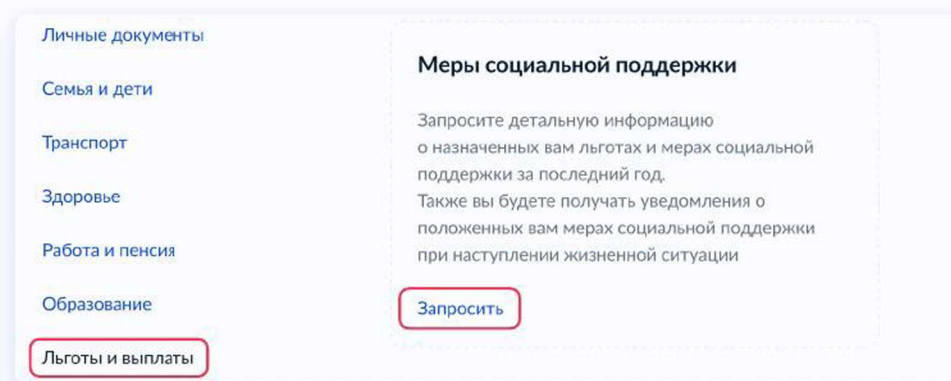 Личные документы
Семья и дети
Транспорт
Здоровье
Работа и пенсия
Образование
Льготы и выплаты
Меры социальной поддержки
Запросите детальную информацию
о назначенных вам льготах и мерах социальной
поддержки за последний год.
Также вы будете получать уведомления о
положенных вам мерах социальной поддержки
при наступлении жизненной ситуации
Запросить